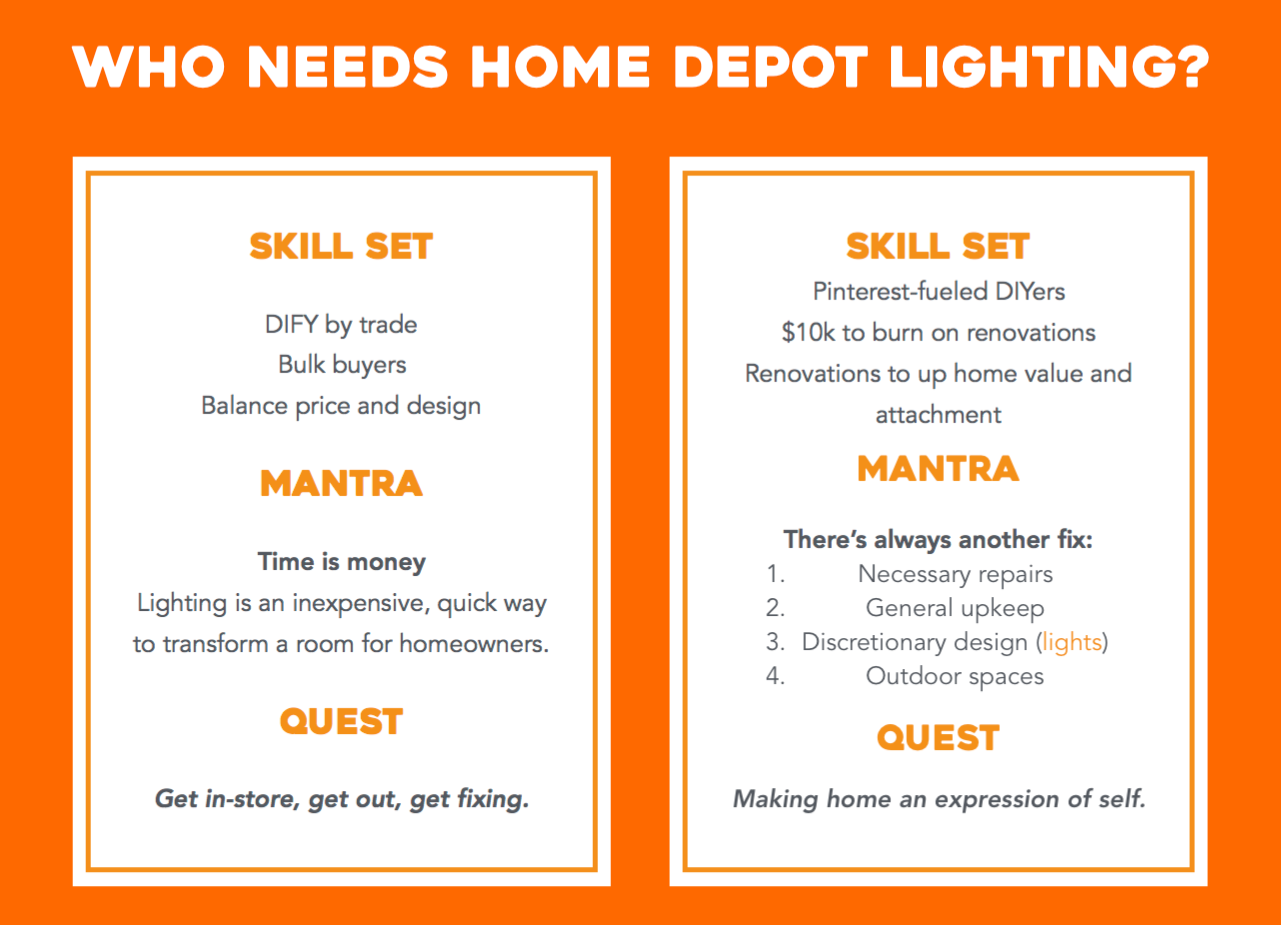 WHO NEEDS HOME DEPOT LIGHTING?
SKILL SET
DIFY by trade
Bulk buyers
Balance price and design
MANTRA
Time is money
Lighting is an inexpensive, quick way
to transform a room for homeowners.
QUEST
Get in-store, get out, get fixing.
SKILL SET
Pinterest-fueled DIYers
$10k to burn on renovations
Renovations to up home value and
attachment
MANTRA
There’s always another fix:
1. Necessary repairs
2. General upkeep
3. Discretionary design (lights)
4. Outdoor spaces
QUEST
Making home an expression of self.